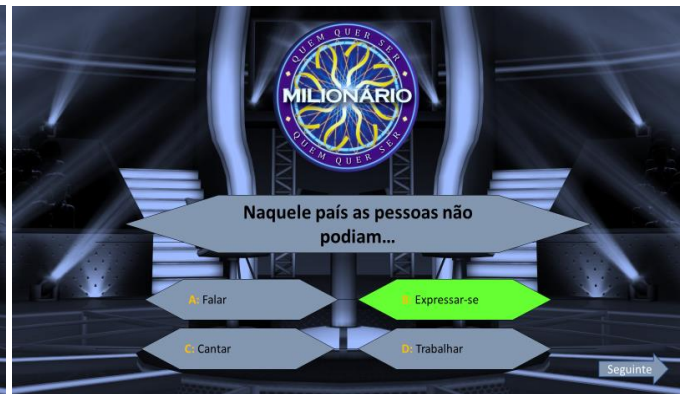 QUEM QUER SER
MILIONÁRIO
QUEM QUER SER
Naquele país as pessoas não
podiam…
A: Falar
B: Expressar-se
C: Cantar
D: Trabalhar
Seguinte